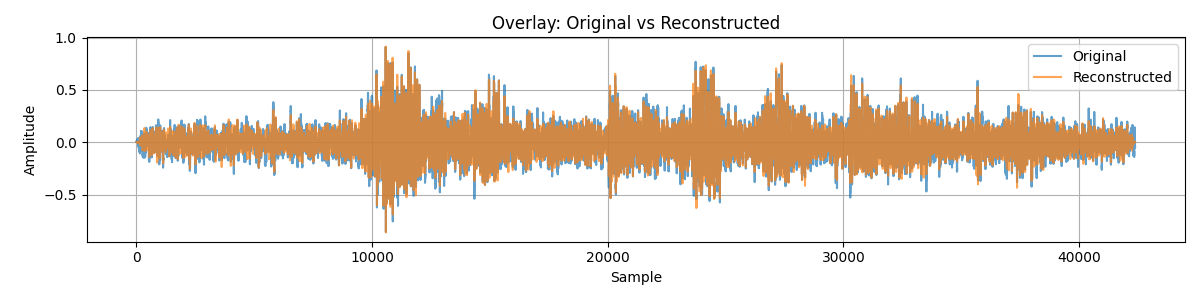 Overlay: Original vs Reconstructed
1.0
0.5
0.0
−0.5
Amplitude
Original
Reconstructed
0
10000
20000
30000
40000
Sample